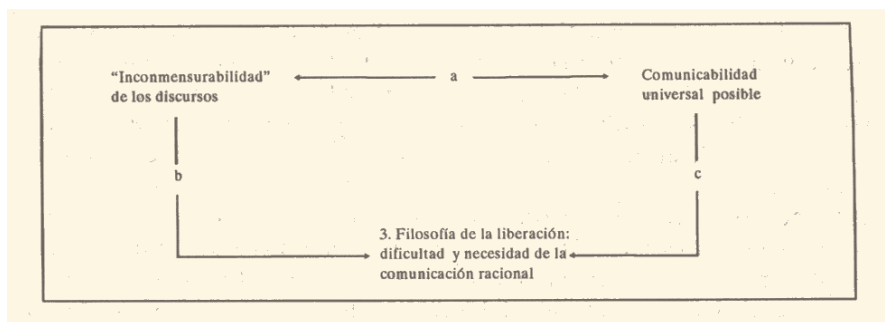 “Inconmensurabilidad”
de los discursos
a
Comunicabilidad
universal posible
b
c
3. Filosofía de la liberación:
dificultad y necesidad de la
comunicación racional